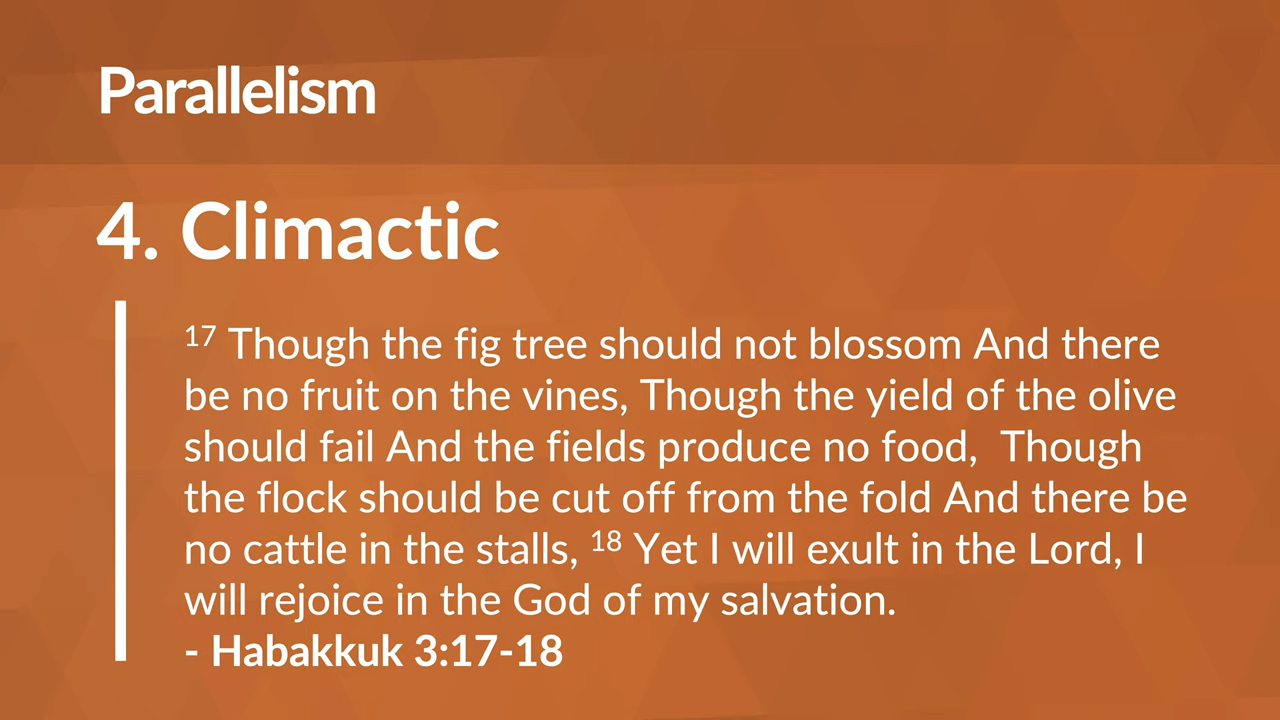 Parallelism
4. Climactic
17 Though the fig tree should not blossom And there
be no fruit on the vines, Though the yield of the olive
should fail And the fields produce no food,  Though
the flock should be cut off from the fold And there be
no cattle in the stalls, 18 Yet I will exult in the Lord, I
will rejoice in the God of my salvation.
- Habakkuk 3:17-18